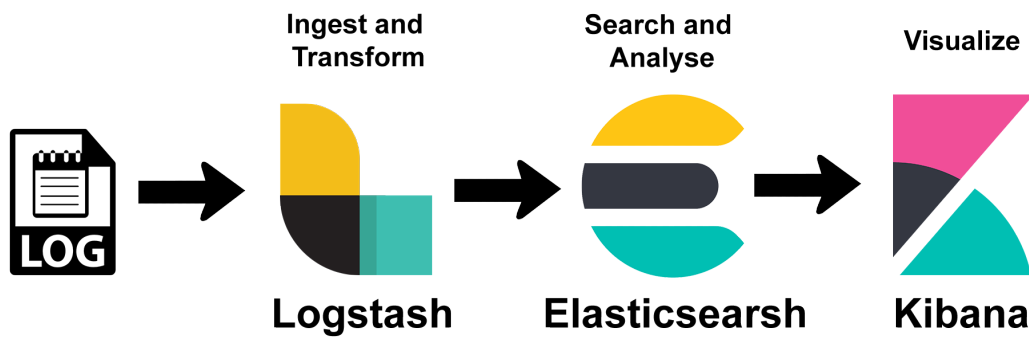 Ingest and
Transform
Search and
Analyse
Visualize
LOG
Logstash
Elasticsearsh
Kibana